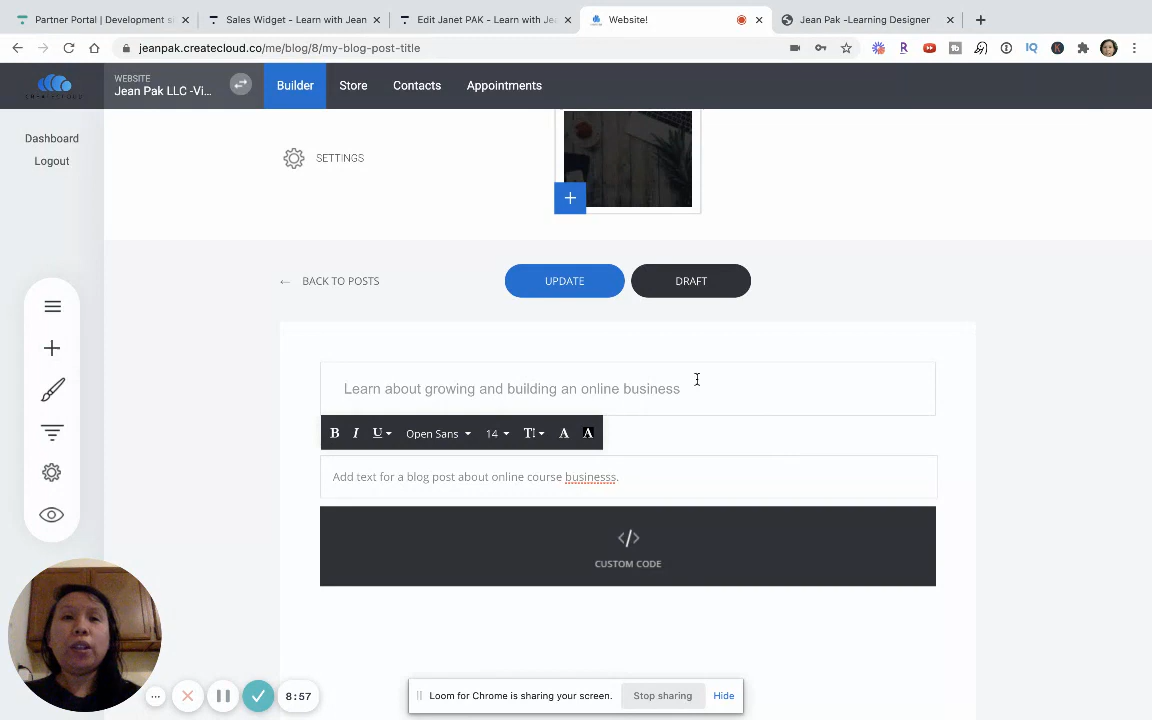 Partner Portal | Development s
Sales Widget - Learn with Jean
Edit Janet PAK - Learn with Je
Website!
Jean Pak -Learning Designer
jeanpak.createcloud.co/me/blog/8/my-blog-post-title
WEBSITE
Jean Pak LLC -Vi...
Builder
Store
Contacts
Appointments
Dashboard
Logout
SETTINGS
← BACK TO POSTS
UPDATE
DRAFT
Learn about growing and building an online business
B I U Open Sans 14 T! A A
Add text for a blog post about online course businesss.
</>
CUSTOM CODE
8:57
Loom for Chrome is sharing your screen.
Stop sharing
Hide